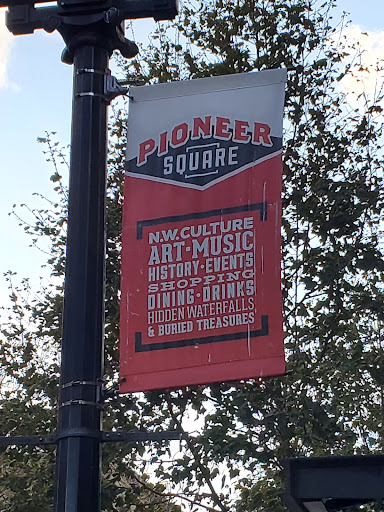 PIONEER
SQUARE
N.W. CULTURE
ART • MUSIC
HISTORY • EVENTS
SHOPPING
DINING • DRINKS
HIDDEN WATERFALLS
& BURIED TREASURES